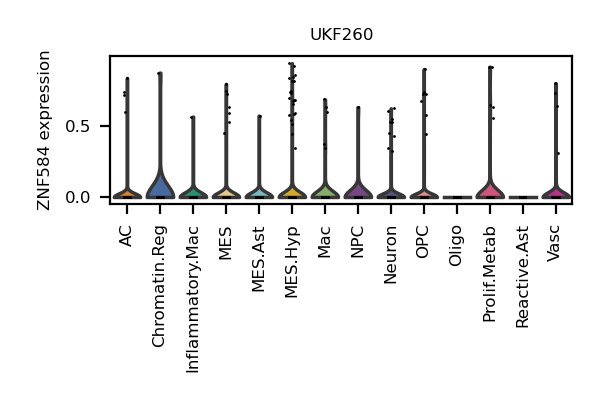 UKF260
ZNF584 expression
0.5
0.0
AC
Chromatin.Reg
Inflammatory.Mac
MES
MES.Ast
MES.Hyp
Mac
NPC
Neuron
OPC
Oligo
Prolif.Metab
Reactive.Ast
Vasc